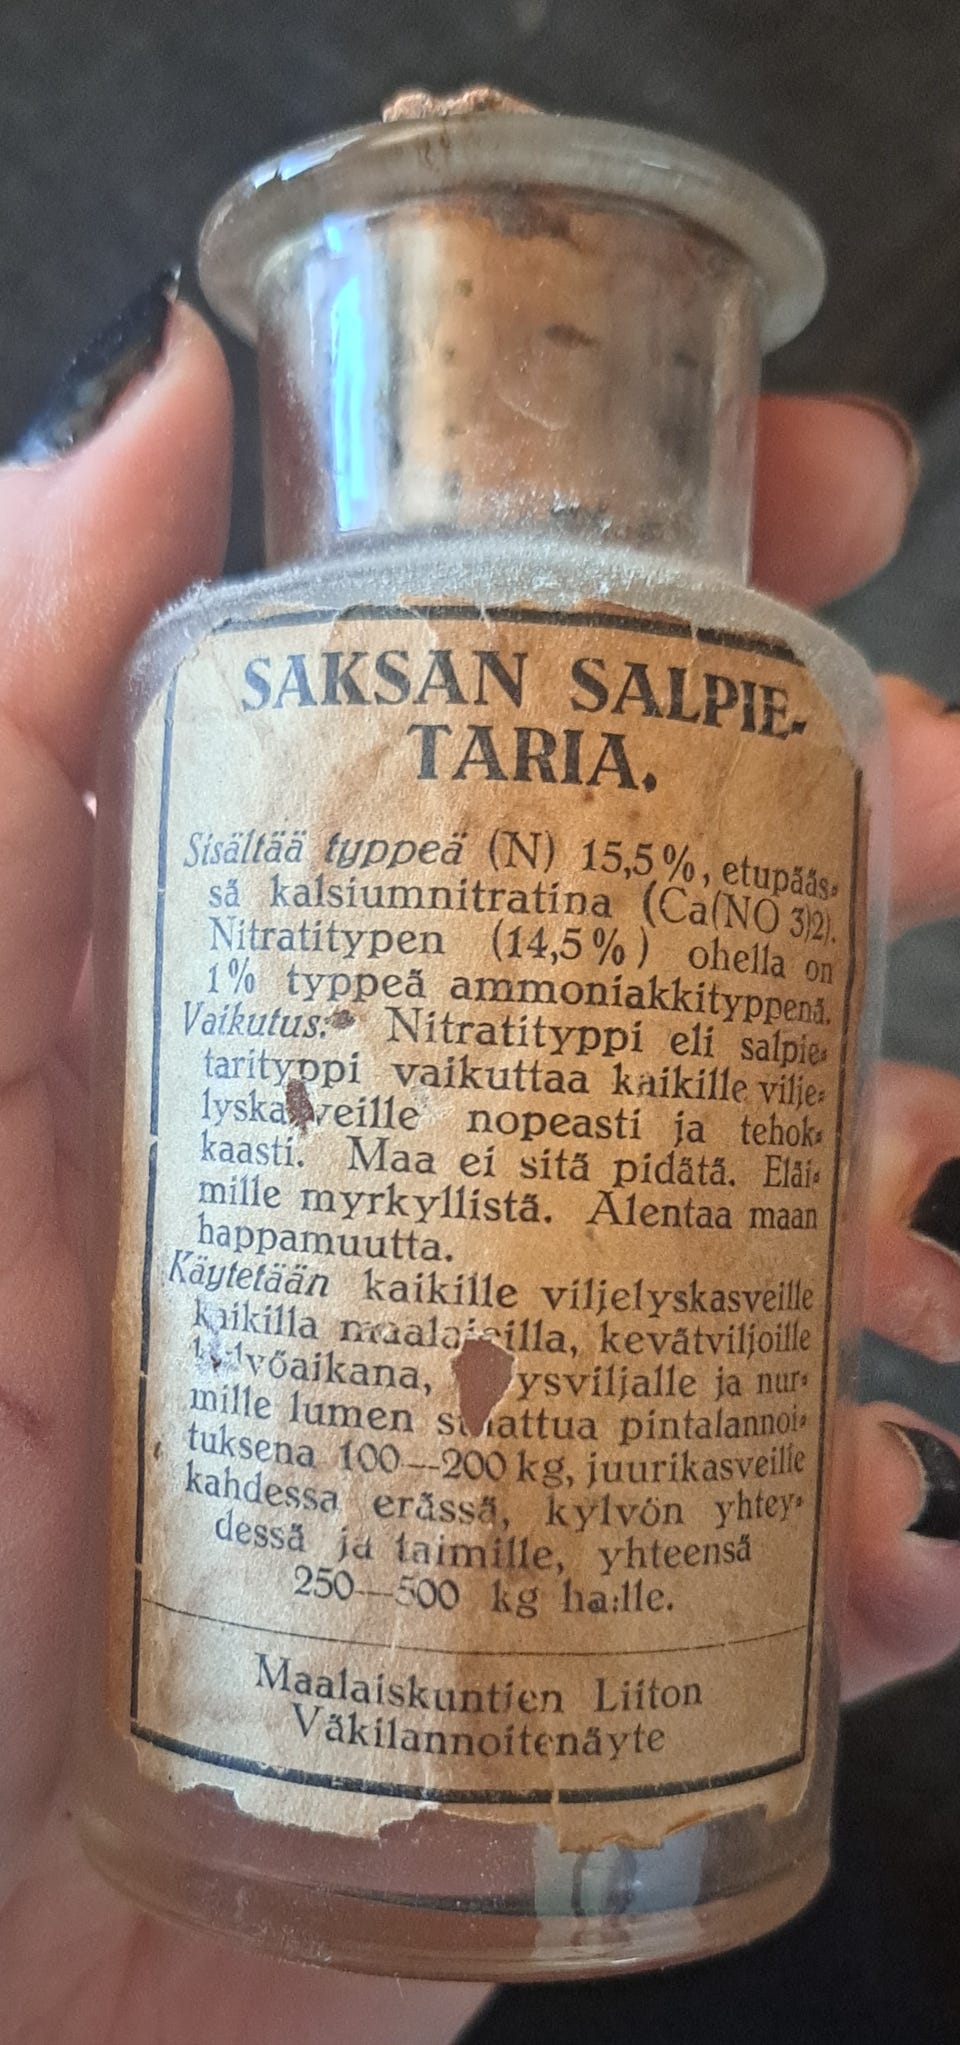 SAKSAN SALPIE-
TARIA.
Sisältää typpeä (N) 15,5%, etupääs-
sä kalsiumnitratina (Ca(NO 3)2).
Nitratitypen (14,5%) ohella on
1% typpeä ammoniakkityppenä.
Vaikutus: Nitratityppi eli salpie-
tarityppi vaikuttaa kaikille vilje-
lyskasveille nopeasti ja tehok-
kaasti. Maa ei sitä pidätä. Eläi-
mille myrkyllistä. Alentaa maan
happamuutta.
Käytetään kaikille viljelyskasveille
kaikilla maalajeilla, kevätviljoille
kylvöaikana, ysviljalle ja nur-
mille lumen sulattua pintalannoi-
tuksena 100—200 kg, juurikasveille
kahdessa erässä, kylvön yhtey-
dessä ja taimille, yhteensä
250—500 kg ha:lle.
Maalaiskuntien Liiton
Väkilannoitenäyte